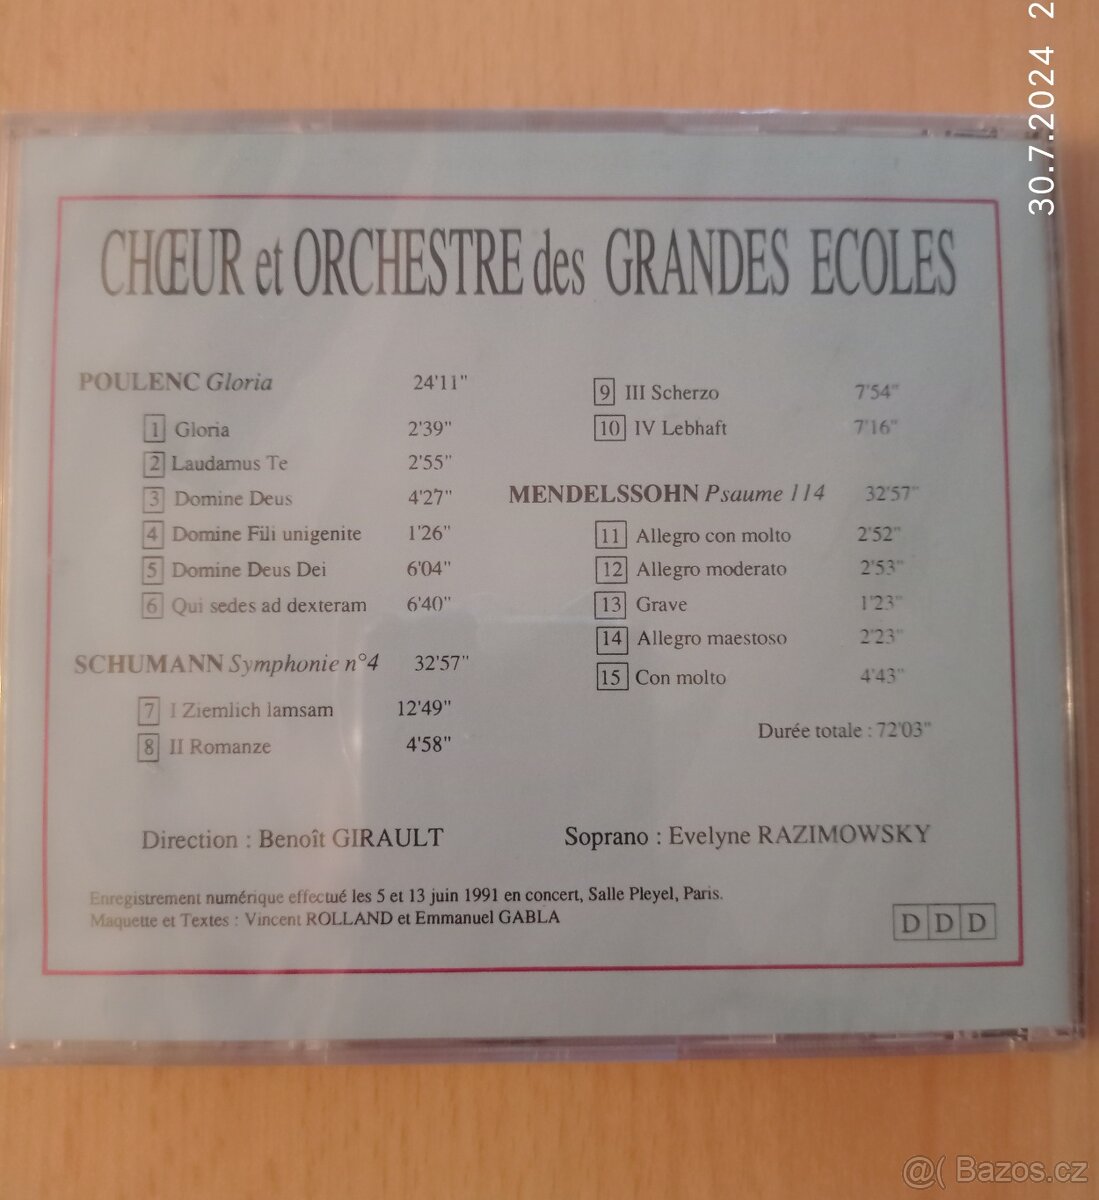 30.7.2024 2
CHŒUR et ORCHESTRE des GRANDES ECOLES
POULENC Gloria 24'11"
1 Gloria 2'39"
2 Laudamus Te 2'55"
3 Domine Deus 4'27"
4 Domine Fili unigenite 1'26"
5 Domine Deus Dei 6'04"
6 Qui sedes ad dexteram 6'40"
SCHUMANN Symphonie n°4 32'57"
7 I Ziemlich lamsam 12'49"
8 II Romanze 4'58"
9 III Scherzo 7'54"
10 IV Lebhaft 7'16"
MENDELSSOHN Psaume 114 32'57"
11 Allegro con molto 2'52"
12 Allegro moderato 2'53"
13 Grave 1'23"
14 Allegro maestoso 2'23"
15 Con molto 4'43"
Durée totale : 72'03"
Direction : Benoît GIRAULT
Soprano : Evelyne RAZIMOWSKY
Enregistrement numérique effectué les 5 et 13 juin 1991 en concert, Salle Pleyel, Paris.
Maquette et Textes : Vincent ROLLAND et Emmanuel GABLA
D D D
@( Bazos.cz